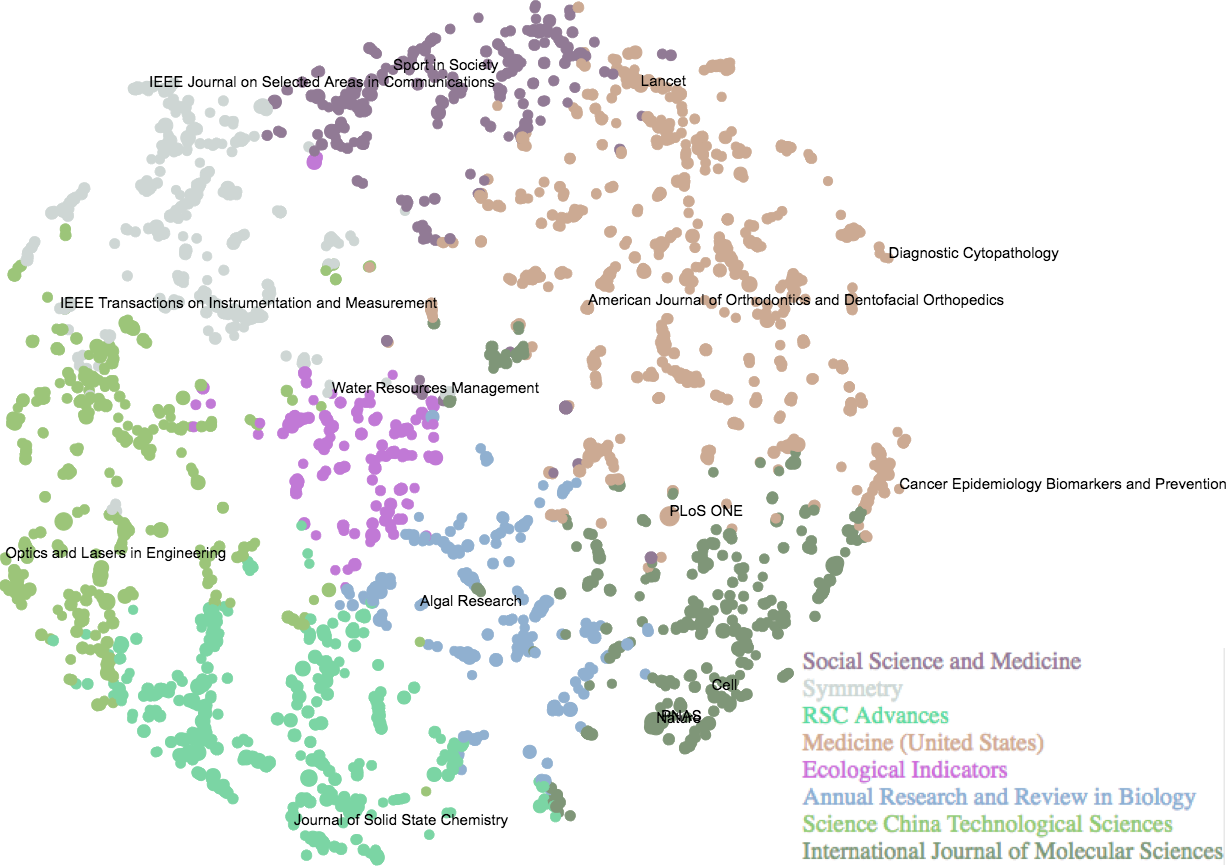 Sport in Society
IEEE Journal on Selected Areas in Communications
Lancet
Diagnostic Cytopathology
IEEE Transactions on Instrumentation and Measurement
American Journal of Orthodontics and Dentofacial Orthopedics
Water Resources Management
Cancer Epidemiology Biomarkers and Prevention
PLoS ONE
Optics and Lasers in Engineering
Algal Research
Cell
PNAS
Nature
Journal of Solid State Chemistry
Social Science and Medicine
Symmetry
RSC Advances
Medicine (United States)
Ecological Indicators
Annual Research and Review in Biology
Science China Technological Sciences
International Journal of Molecular Sciences